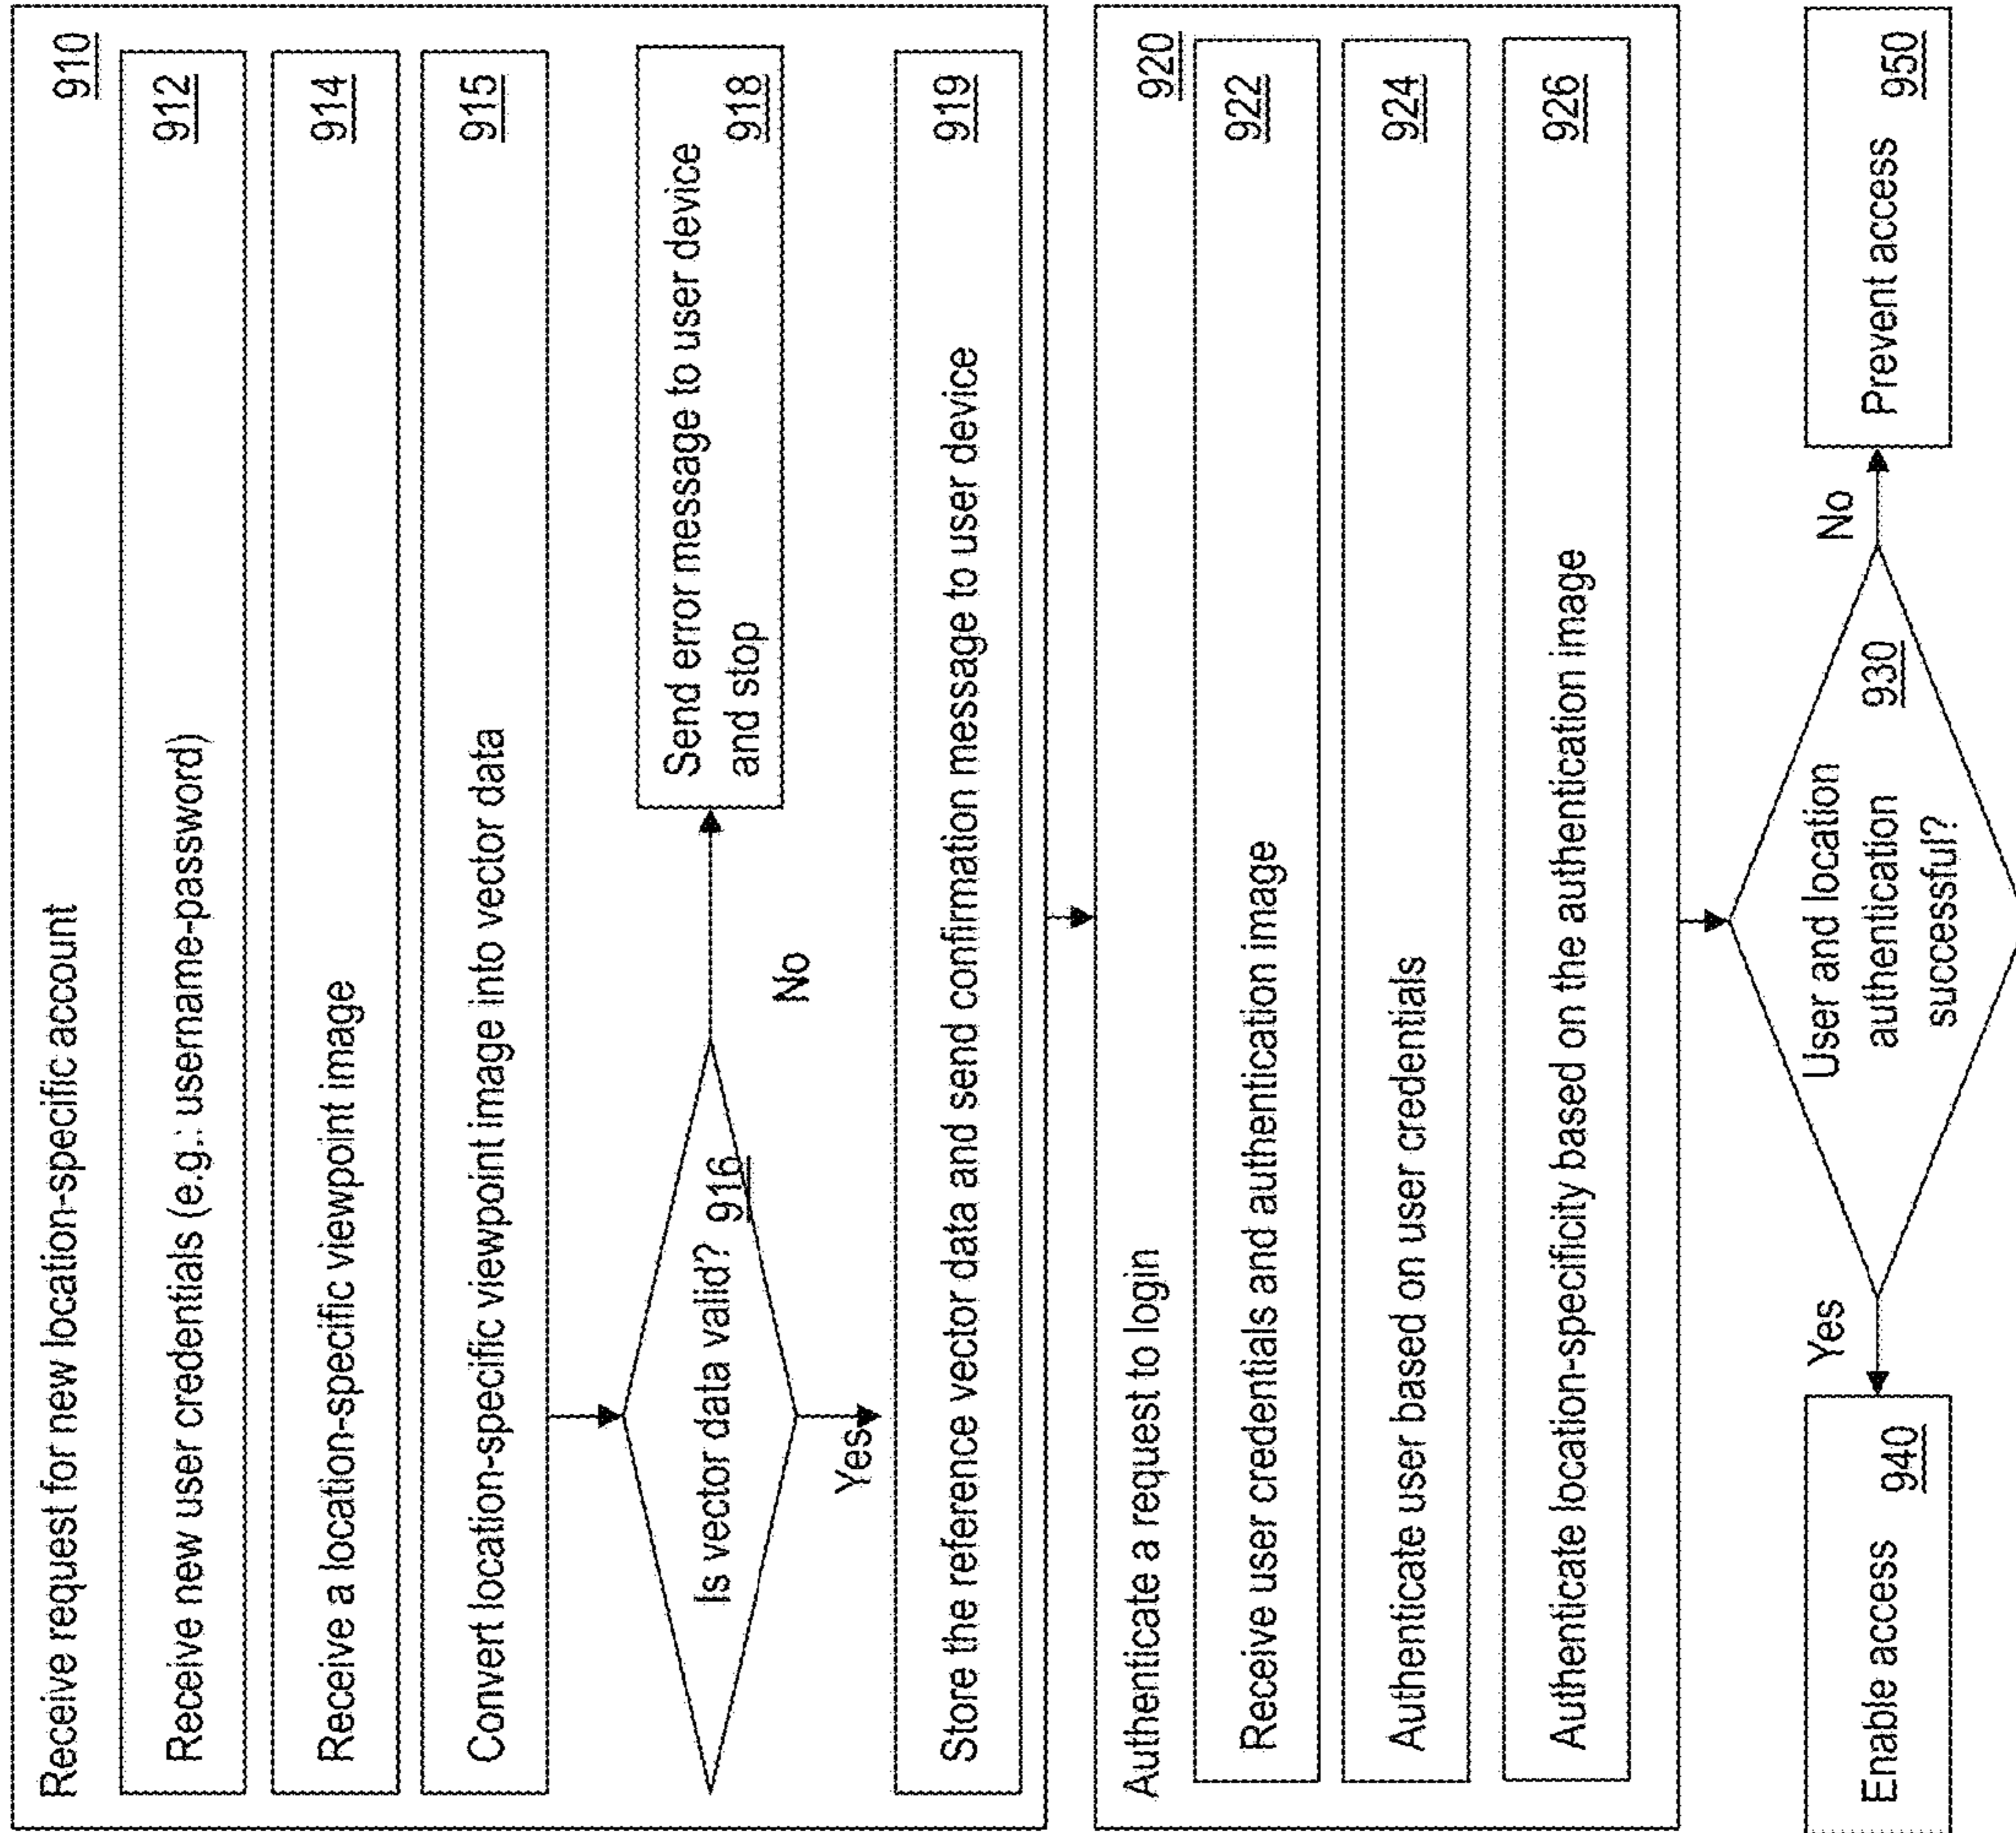 Receive request for new location-specific account 910
Receive new user credentials (e.g.: username-password) 912
Receive a location-specific viewpoint image 914
Convert location-specific viewpoint image into vector data 915
Is vector data valid? 916
No
Send error message to user device
and stop 918
Yes
Store the reference vector data and send confirmation message to user device 919
Authenticate a request to login 920
Receive user credentials and authentication image 922
Authenticate user based on user credentials 924
Authenticate location-specificity based on the authentication image 926
User and location
authentication 930
successful?
Yes
Enable access 940
No
Prevent access 950